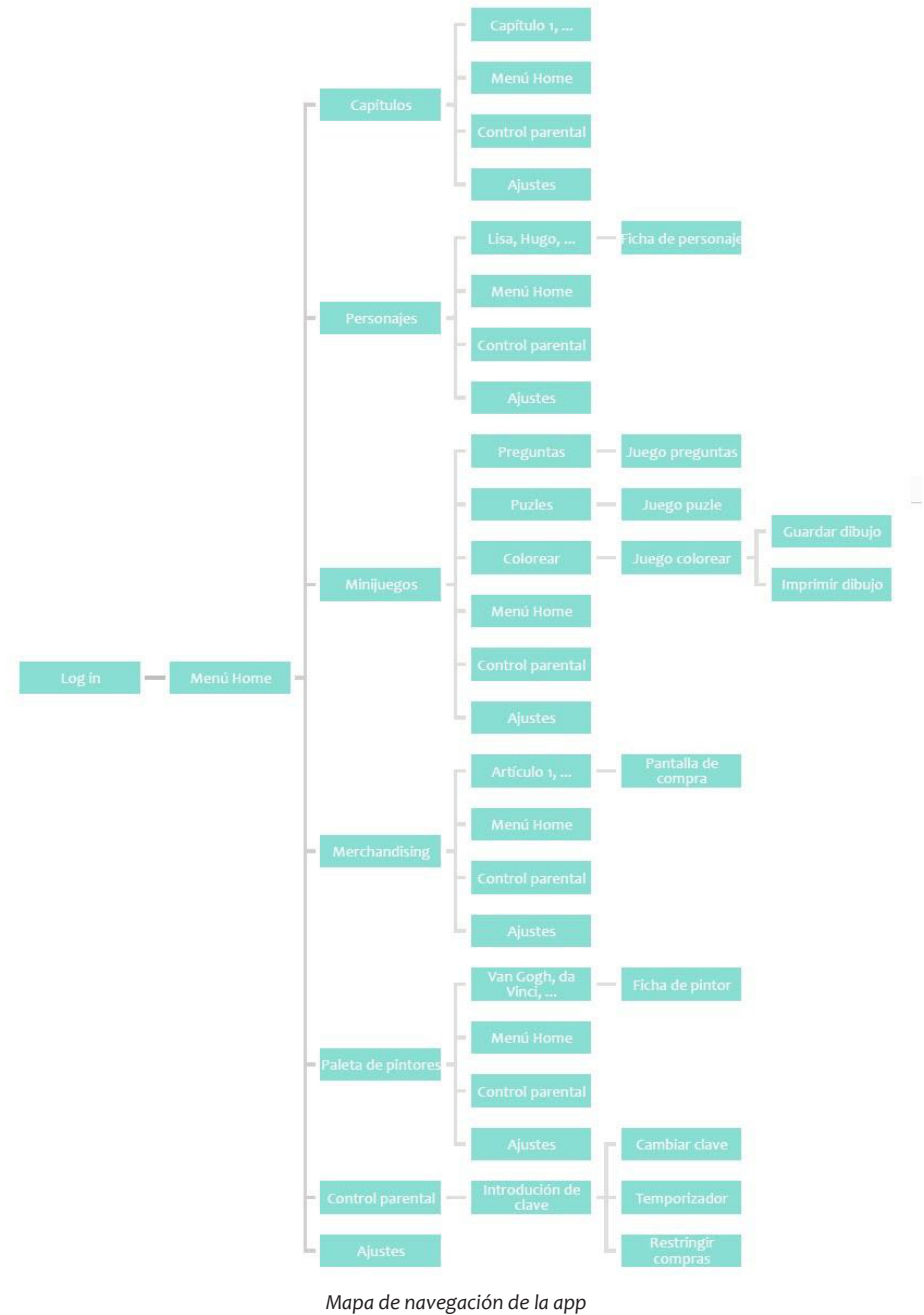 Log in
Menú Home
Capítulos
Capítulo 1, ...
Menú Home
Control parental
Ajustes
Personajes
Lisa, Hugo, ...
Ficha de personaje
Menú Home
Control parental
Ajustes
Minijuegos
Preguntas
Juego preguntas
Puzles
Juego puzle
Colorear
Juego colorear
Guardar dibujo
Imprimir dibujo
Menú Home
Control parental
Ajustes
Merchandising
Artículo 1, ...
Pantalla de
compra
Menú Home
Control parental
Ajustes
Paleta de pintores
Van Gogh, da
Vinci, ...
Ficha de pintor
Menú Home
Control parental
Ajustes
Control parental
Introdución de
clave
Cambiar clave
Temporizador
Restringir
compras
Ajustes
Mapa de navegación de la app